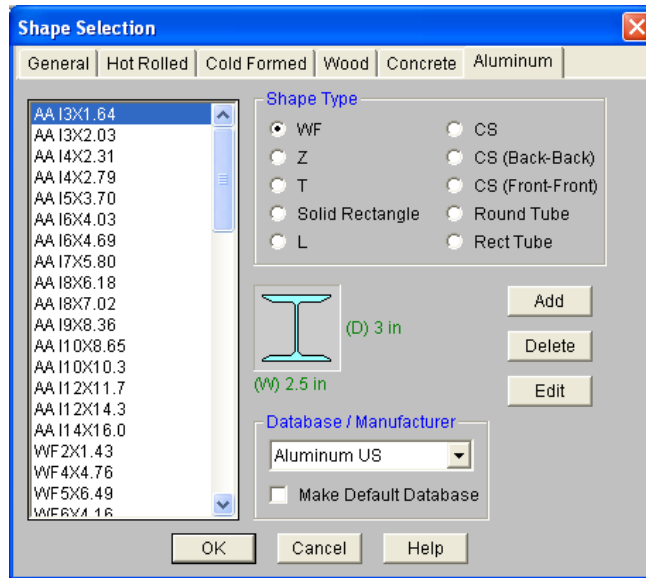 Shape Selection
General Hot Rolled Cold Formed Wood Concrete Aluminum
AA I3X1.64
AA I3X2.03
AA I4X2.31
AA I4X2.79
AA I5X3.70
AA I6X4.03
AA I6X4.69
AA I7X5.80
AA I8X6.18
AA I8X7.02
AA I9X8.36
AA I10X8.65
AA I10X10.3
AA I12X11.7
AA I12X14.3
AA I14X16.0
WF2X1.43
WF4X4.76
WF5X6.49
WF6X4.16
Shape Type
WF
Z
T
Solid Rectangle
L
CS
CS (Back-Back)
CS (Front-Front)
Round Tube
Rect Tube
(D) 3 in
(W) 2.5 in
Add
Delete
Edit
Database / Manufacturer
Aluminum US
Make Default Database
OK Cancel Help